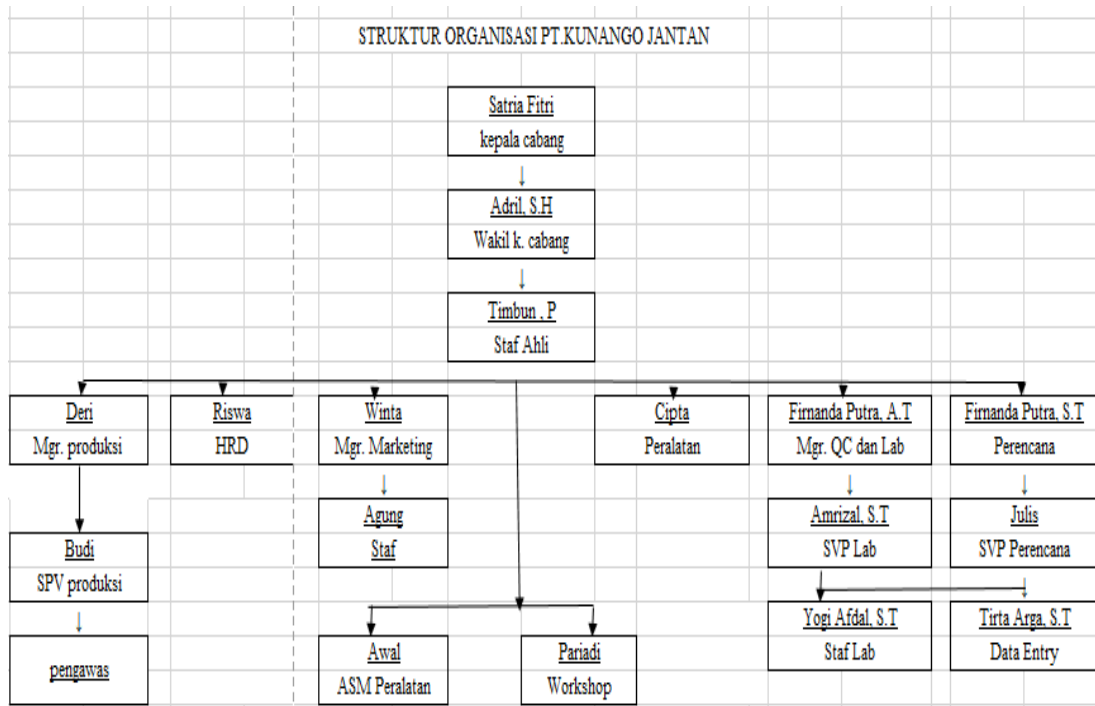 STRUKTUR ORGANISASI PT.KUNANGO JANTAN
Satria Fitri
kepala cabang
Adril, S.H
Wakil k. cabang
Timbun , P
Staf Ahli
Deri
Mgr. produksi
Riswa
HRD
Winta
Mgr. Marketing
Cipta
Peralatan
Firnanda Putra, A.T
Mgr. QC dan Lab
Firnanda Putra, S.T
Perencana
Agung
Staf
Amrizal, S.T
SVP Lab
Julis
SVP Perencana
Budi
SPV produksi
Yogi Afdal, S.T
Staf Lab
Tirta Arga, S.T
Data Entry
pengawas
Awal
ASM Peralatan
Pariadi
Workshop